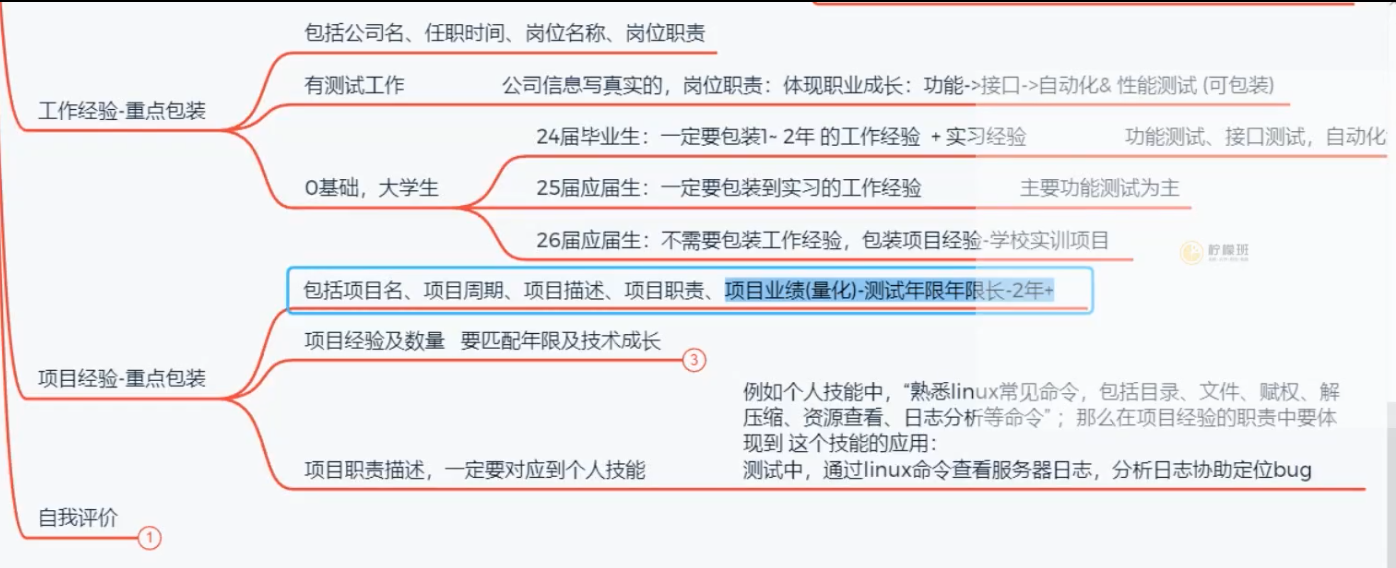 包括公司名、任职时间、岗位名称、岗位职责
有测试工作 公司信息写真实的，岗位职责：体现职业成长：功能->接口->自动化& 性能测试 (可包装)
工作经验-重点包装
24届毕业生：一定要包装1~ 2年 的工作经验 + 实习经验 功能测试、接口测试，自动化
0基础，大学生
25届应届生：一定要包装到实习的工作经验 主要功能测试为主
26届应届生：不需要包装工作经验，包装项目经验-学校实训项目
柠檬班
包括项目名、项目周期、项目描述、项目职责、项目业绩(量化)-测试年限年限长-2年+
项目经验及数量 要匹配年限及技术成长
3
项目经验-重点包装
例如个人技能中，“熟悉linux常见命令，包括目录、文件、赋权、解
压缩、资源查看、日志分析等命令”；那么在项目经验的职责中要体
现到 这个技能的应用：
项目职责描述，一定要对应到个人技能
测试中，通过linux命令查看服务器日志，分析日志协助定位bug
自我评价
1